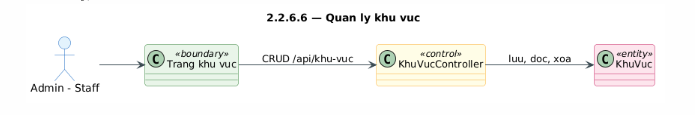 2.2.6.6 — Quan ly khu vuc
Admin - Staff
C «boundary»
Trang khu vuc
CRUD /api/khu-vuc
C «control»
KhuVucController
luu, doc, xoa
C «entity»
KhuVuc